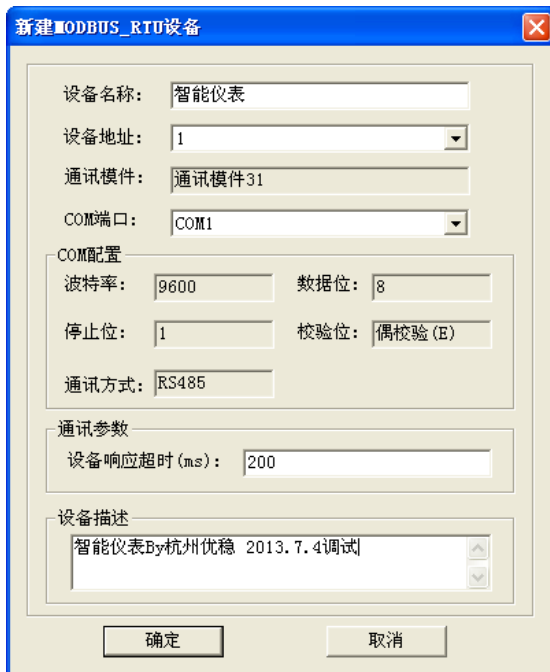 新建MODBUS_RTU设备
设备名称: 智能仪表
设备地址: 1
通讯模件: 通讯模件31
COM端口: COM1
COM配置
波特率: 9600 数据位: 8
停止位: 1 校验位: 偶校验(E)
通讯方式: RS485
通讯参数
设备响应超时(ms): 200
设备描述
智能仪表By杭州优稳 2013.7.4调试
确定 取消